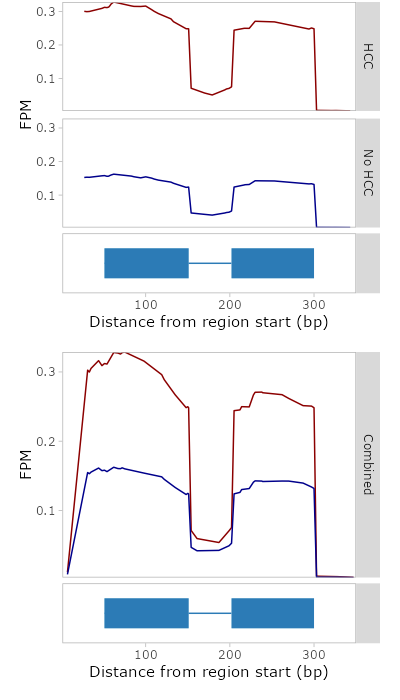 0.3
0.2
0.1
HCC
FPM
0.3
0.2
0.1
No HCC
100
200
300
Distance from region start (bp)
0.3
0.2
0.1
FPM
Combined
100
200
300
Distance from region start (bp)